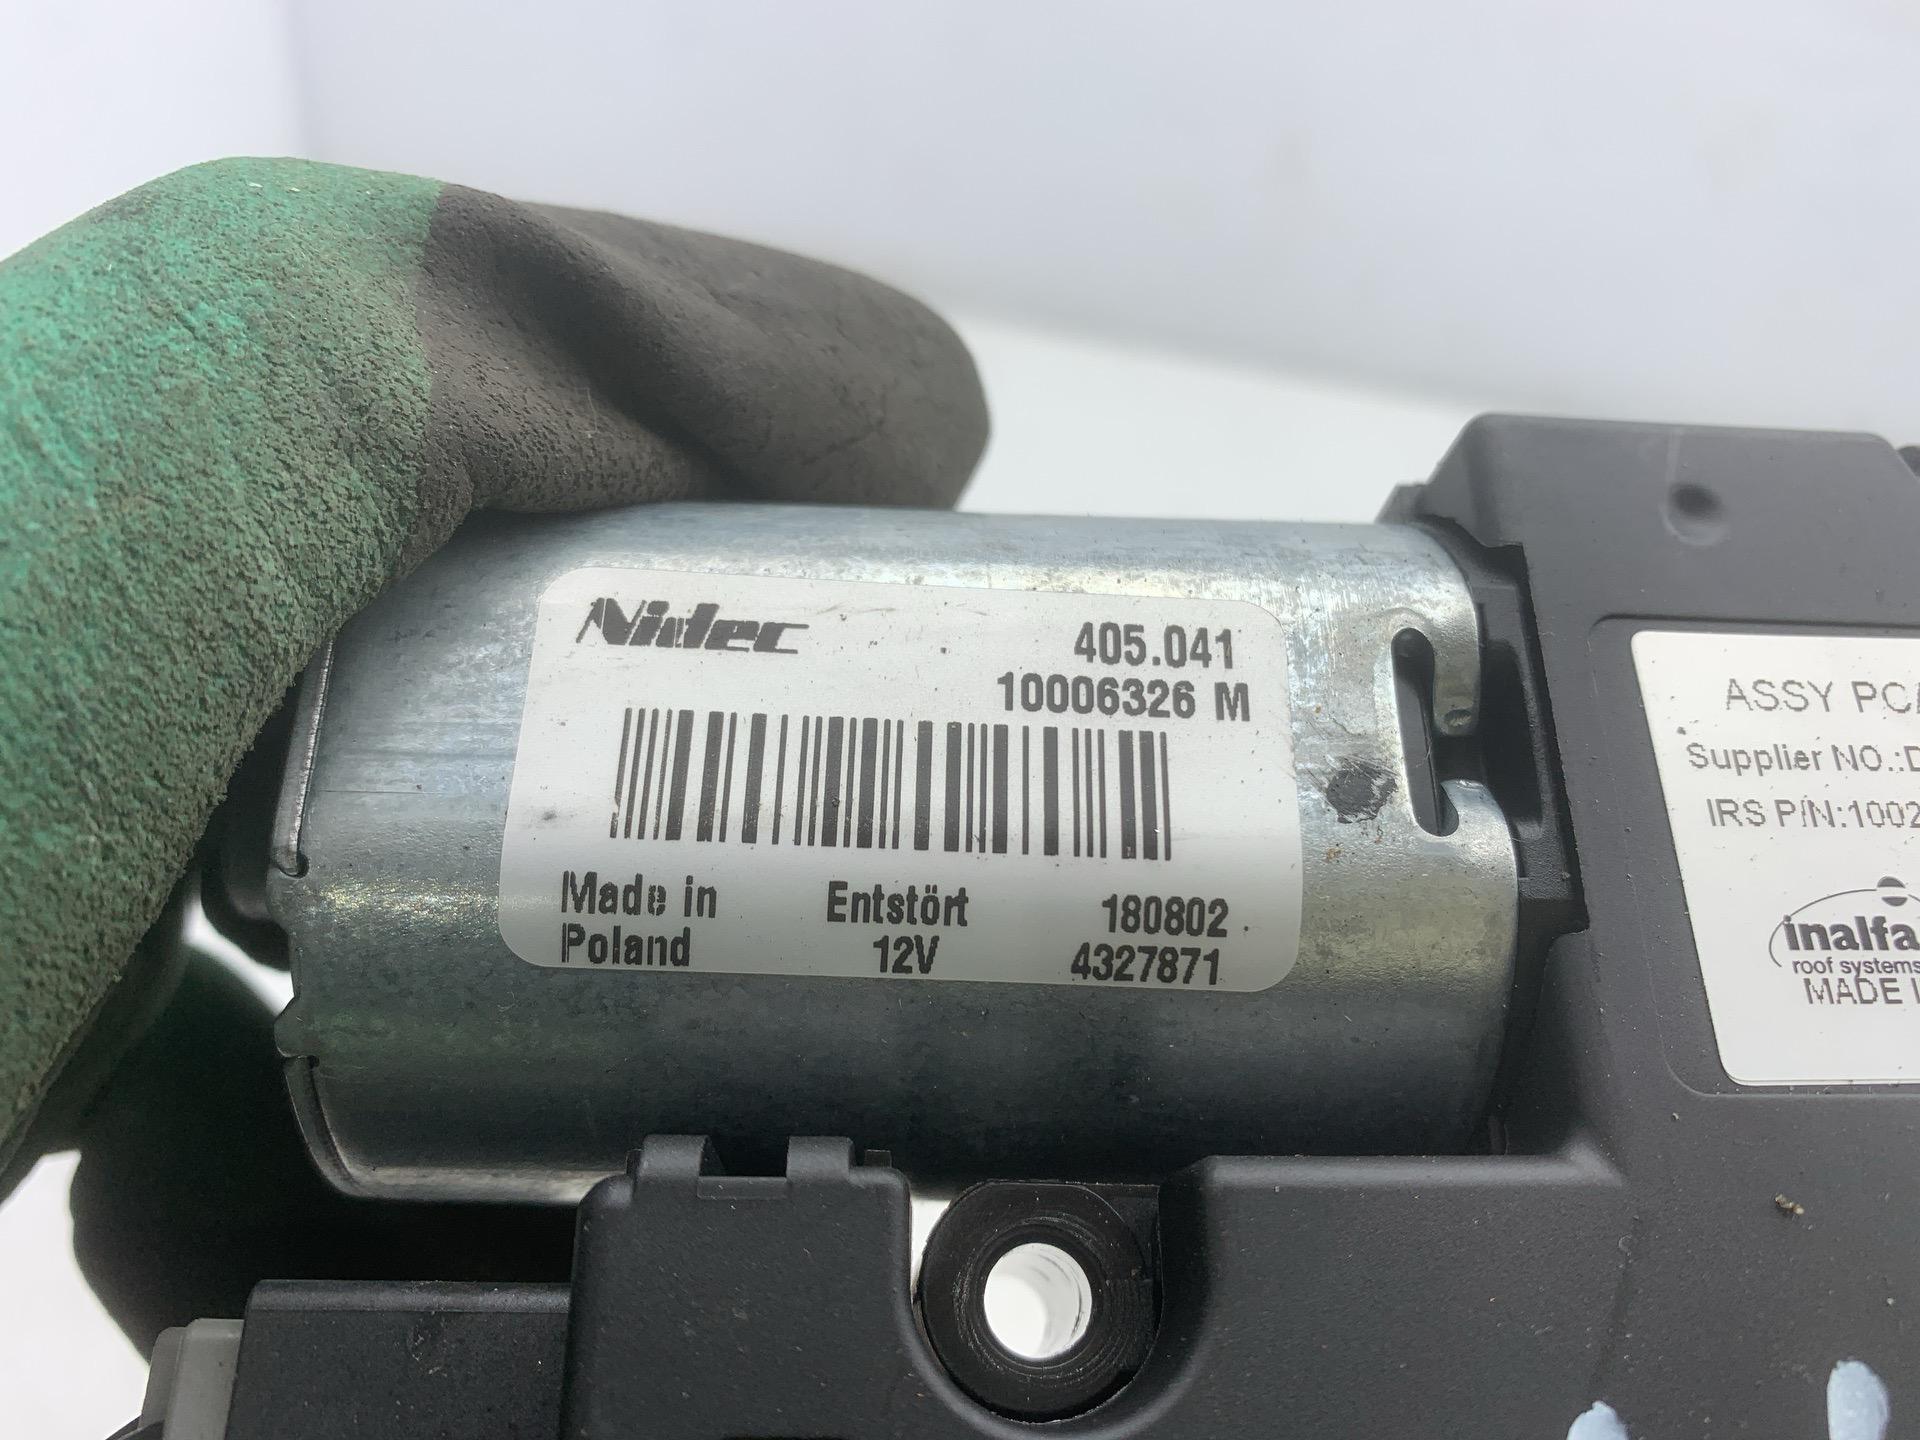 Nidec
405.041
10006326 M
Made in Poland
Entstört 12V
180802
4327871
ASSY PC
Supplier NO.:D
IRS P/N:1002
inalfa
roof systems
MADE I